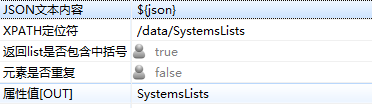 JSON文本内容 ${json}
XPATH定位符 /data/SystemsLists
返回list是否包含中括号 true
元素是否重复 false
属性值[OUT] SystemsLists